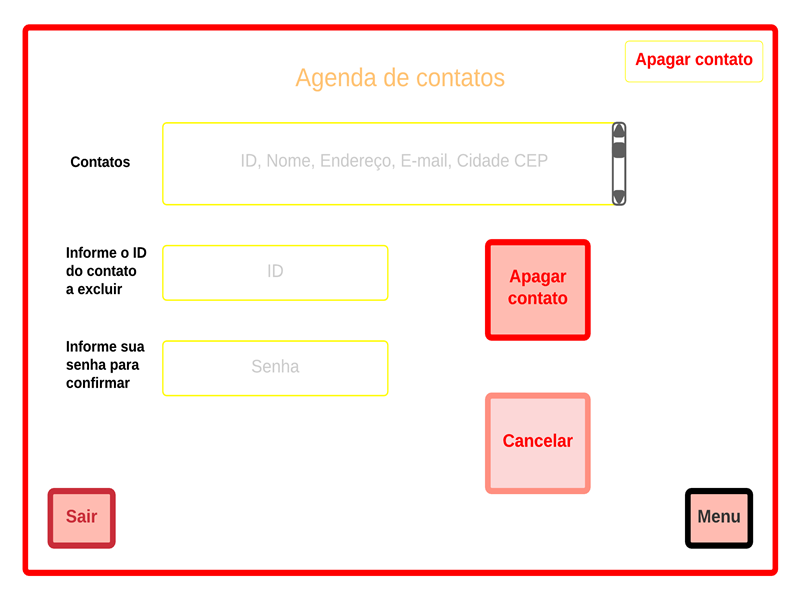 Apagar contato
Agenda de contatos
Contatos
ID, Nome, Endereço, E-mail, Cidade CEP
Informe o ID
do contato
a excluir
ID
Apagar
contato
Informe sua
senha para
confirmar
Senha
Cancelar
Sair
Menu